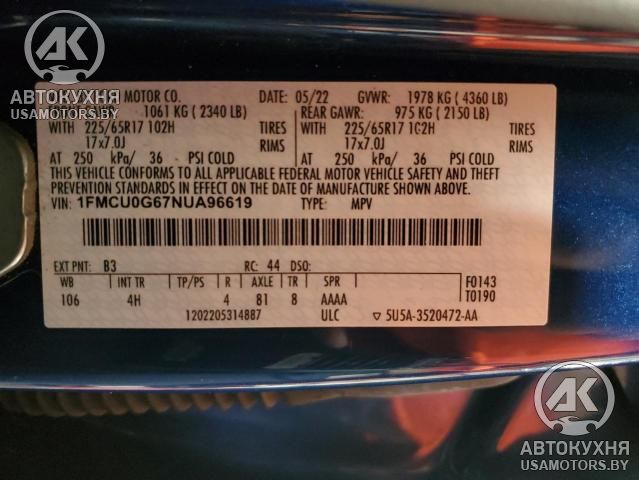 АК
АВТОКУХНЯ
USAMOTORS.BY
MOTOR CO.
DATE: 05/22 GVWR: 1978 KG ( 4360 LB)
1061 KG ( 2340 LB) REAR GAWR: 975 KG ( 2150 LB)
WITH 225/65R17 102H TIRES WITH 225/65R17 102H TIRES
17x7.0J RIMS 17x7.0J RIMS
AT 250 kPa/ 36 PSI COLD AT 250 kPa/ 36 PSI COLD
THIS VEHICLE CONFORMS TO ALL APPLICABLE FEDERAL MOTOR VEHICLE SAFETY AND THEFT
PREVENTION STANDARDS IN EFFECT ON THE DATE OF MANUFACTURE SHOWN ABOVE.
VIN: 1FMCU0G67NUA96619 TYPE: MPV
EXT PNT: B3 RC: 44 DSO:
WB INT TR TP/PS R AXLE TR SPR F0143
106 4H 4 81 8 AAAA T0190
1202205314887 ULC 5U5A-3520472-AA
АК
АВТОКУХНЯ
USAMOTORS.BY